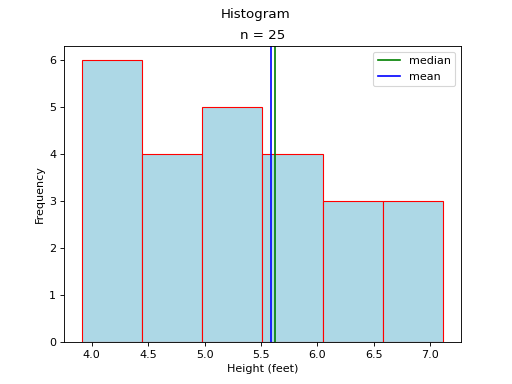 Histogram
n = 25
median
mean
Frequency
6
5
4
3
2
1
0
4.0 4.5 5.0 5.5 6.0 6.5 7.0
Height (feet)